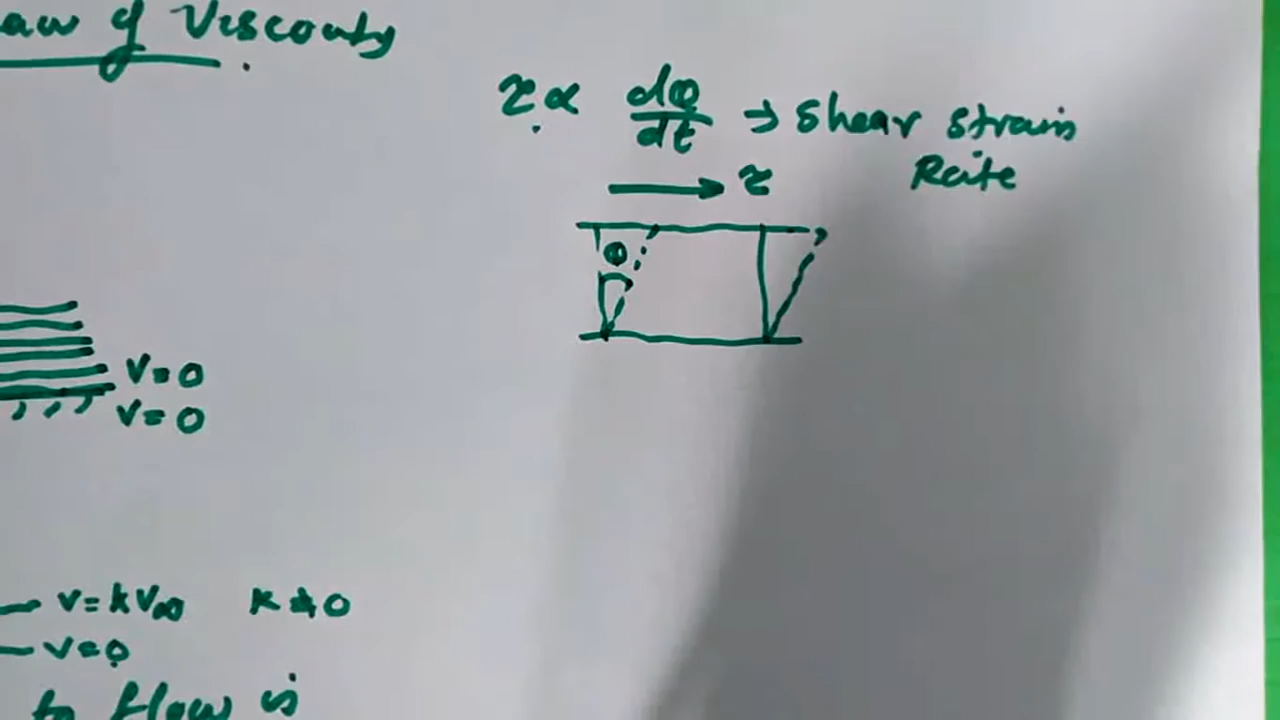 aw of Viscosity
τ ∝ dθ/dt → Shear strain
Rate
τ
θ
V=0
V=0
V=kV∞ K≠0
V=0
to flow is